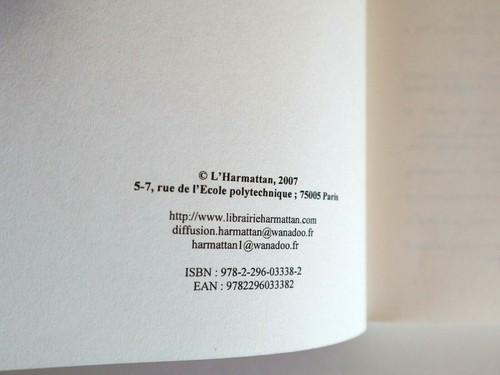 © L'Harmattan, 2007
5-7, rue de l'Ecole polytechnique ; 75005 Paris
http://www.librairieharmattan.com
diffusion.harmattan@wanadoo.fr
harmattan1@wanadoo.fr
ISBN : 978-2-296-03338-2
EAN : 9782296033382